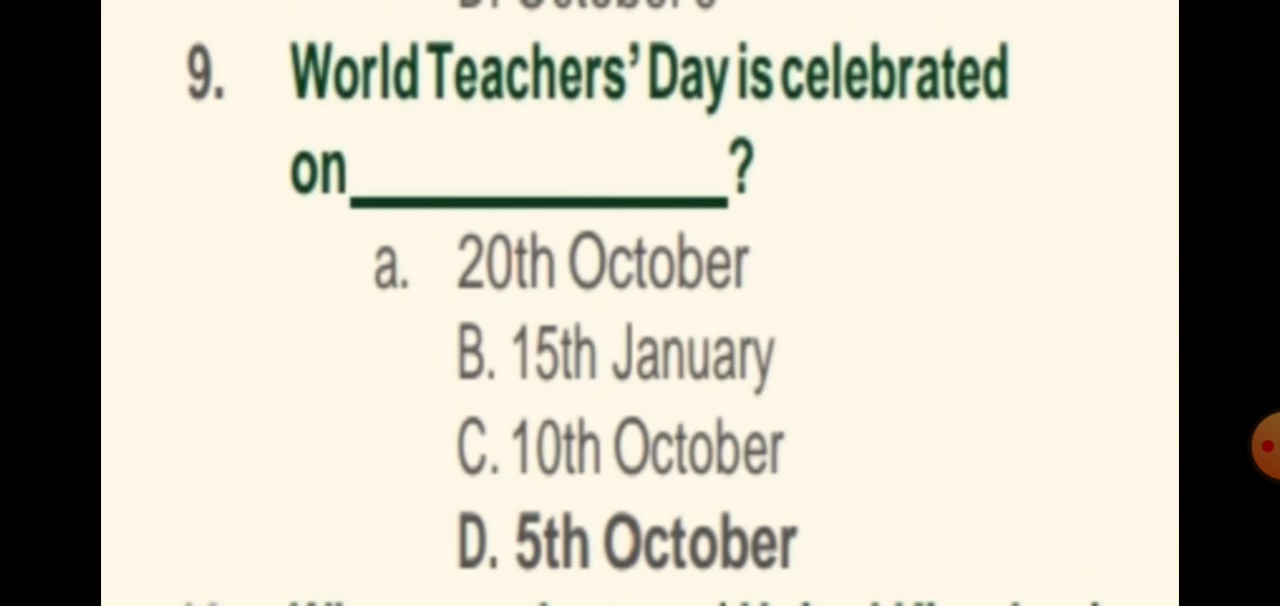 9. World Teachers' Day is celebrated
on____________?
a. 20th October
B. 15th January
C. 10th October
D. 5th October